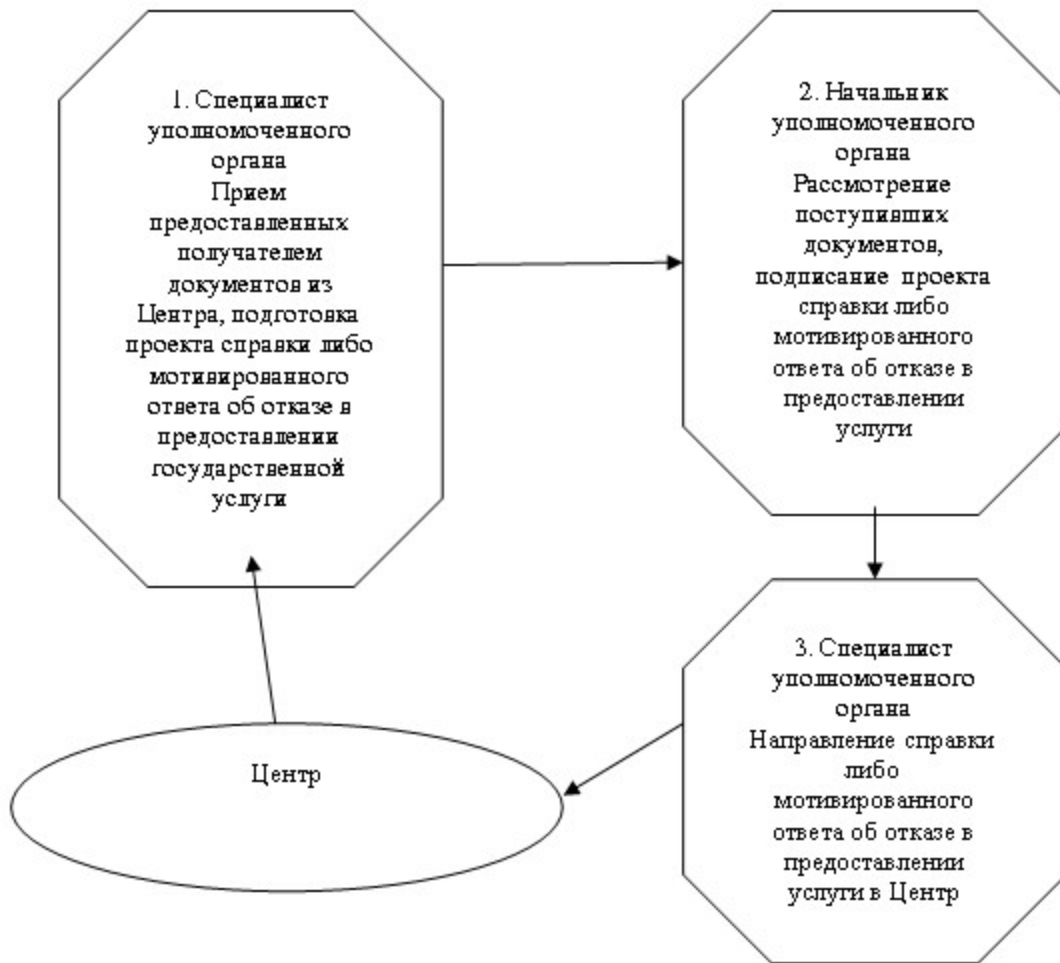 1. Специалист
уполномоченного
органа
Прием
предоставленных
получателем
документов из
Центра, подготовка
проекта справки либо
мотивированного
ответа об отказе в
предоставлении
государственной
услуги
2. Начальник
уполномоченного
органа
Рассмотрение
поступивших
документов,
подписание проекта
справки либо
мотивированного
ответа об отказе в
предоставлении
услуги
3. Специалист
уполномоченного
органа
Направление справки
либо
мотивированного
ответа об отказе в
предоставлении
услуги в Центр
Центр